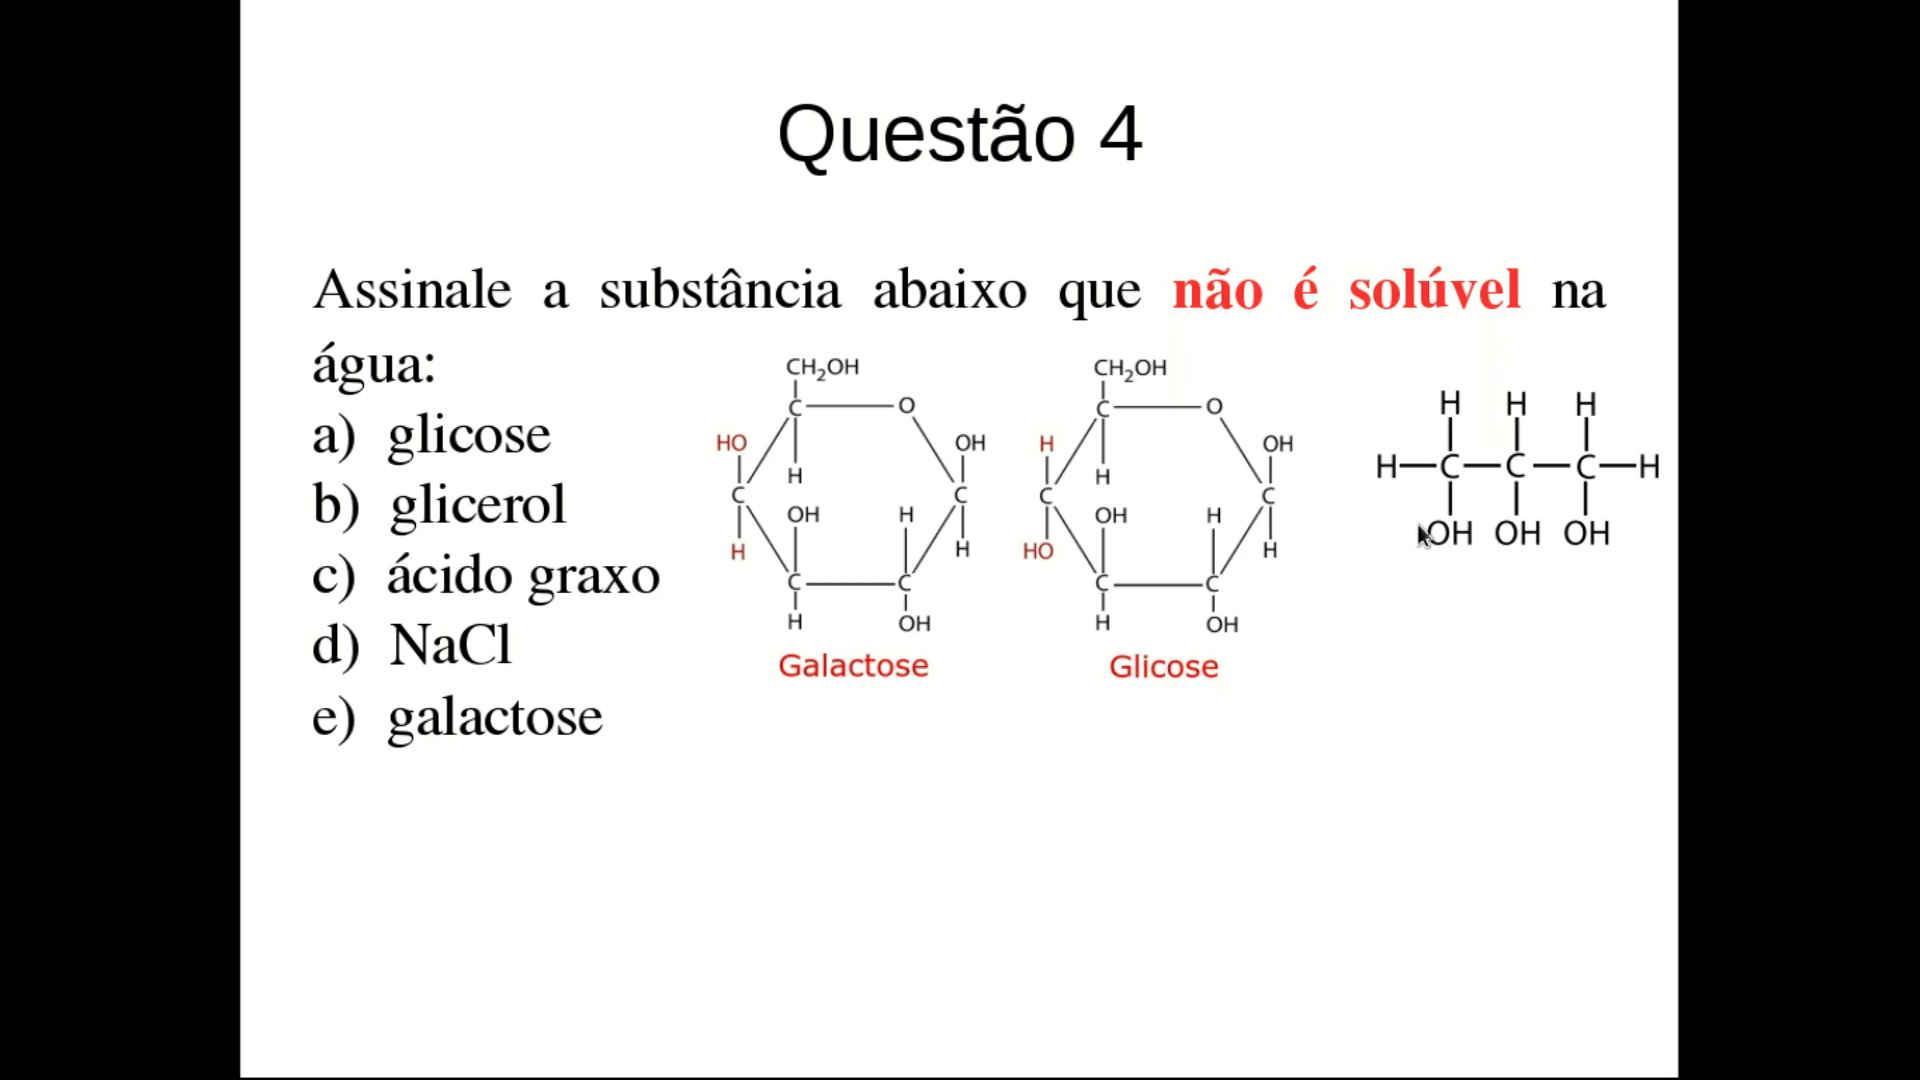 Questão 4
Assinale a substância abaixo que não é solúvel na
água:
a) glicose
b) glicerol
c) ácido graxo
d) NaCl
e) galactose
CH₂OH
C O
HO OH
H
C C
OH H
H H
C C
H OH
Galactose
CH₂OH
C O
H OH
H
C C
OH H
HO H
C C
H OH
Glicose
H H H
H—C—C—C—H
OH OH OH